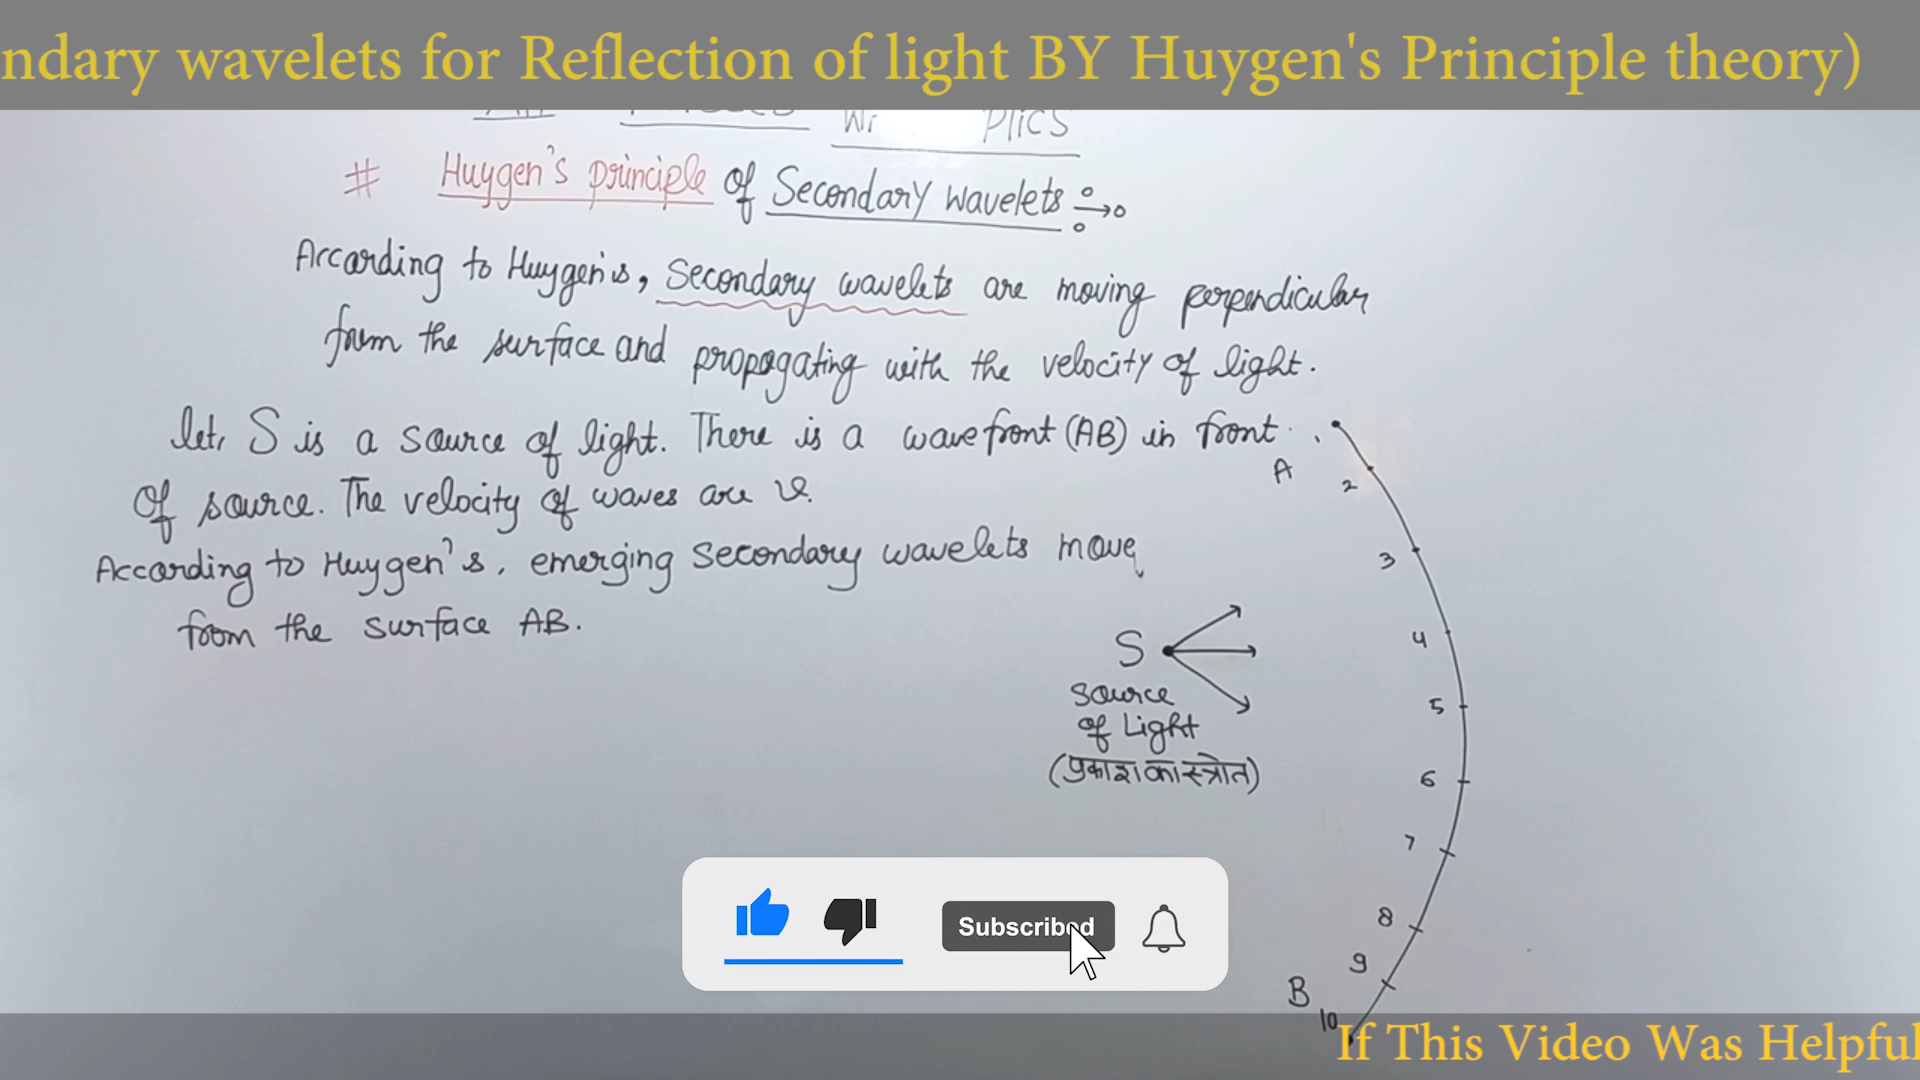 ndary wavelets for Reflection of light BY Huygen's Principle theory)
# Huygen's principle of Secondary wavelets
According to Huygen's, Secondary wavelets are moving perpendicular
from the surface and propagating with the velocity of light.
let, S is a source of light. There is a wavefront (AB) in front
of source. The velocity of waves are v.
According to Huygen's, emerging secondary wavelets move
from the surface AB.
A
2
3
4
5
6
7
8
9
B
10
S
Source
of Light
(प्रकाश का स्त्रोत)
Subscribed
If This Video Was Helpful